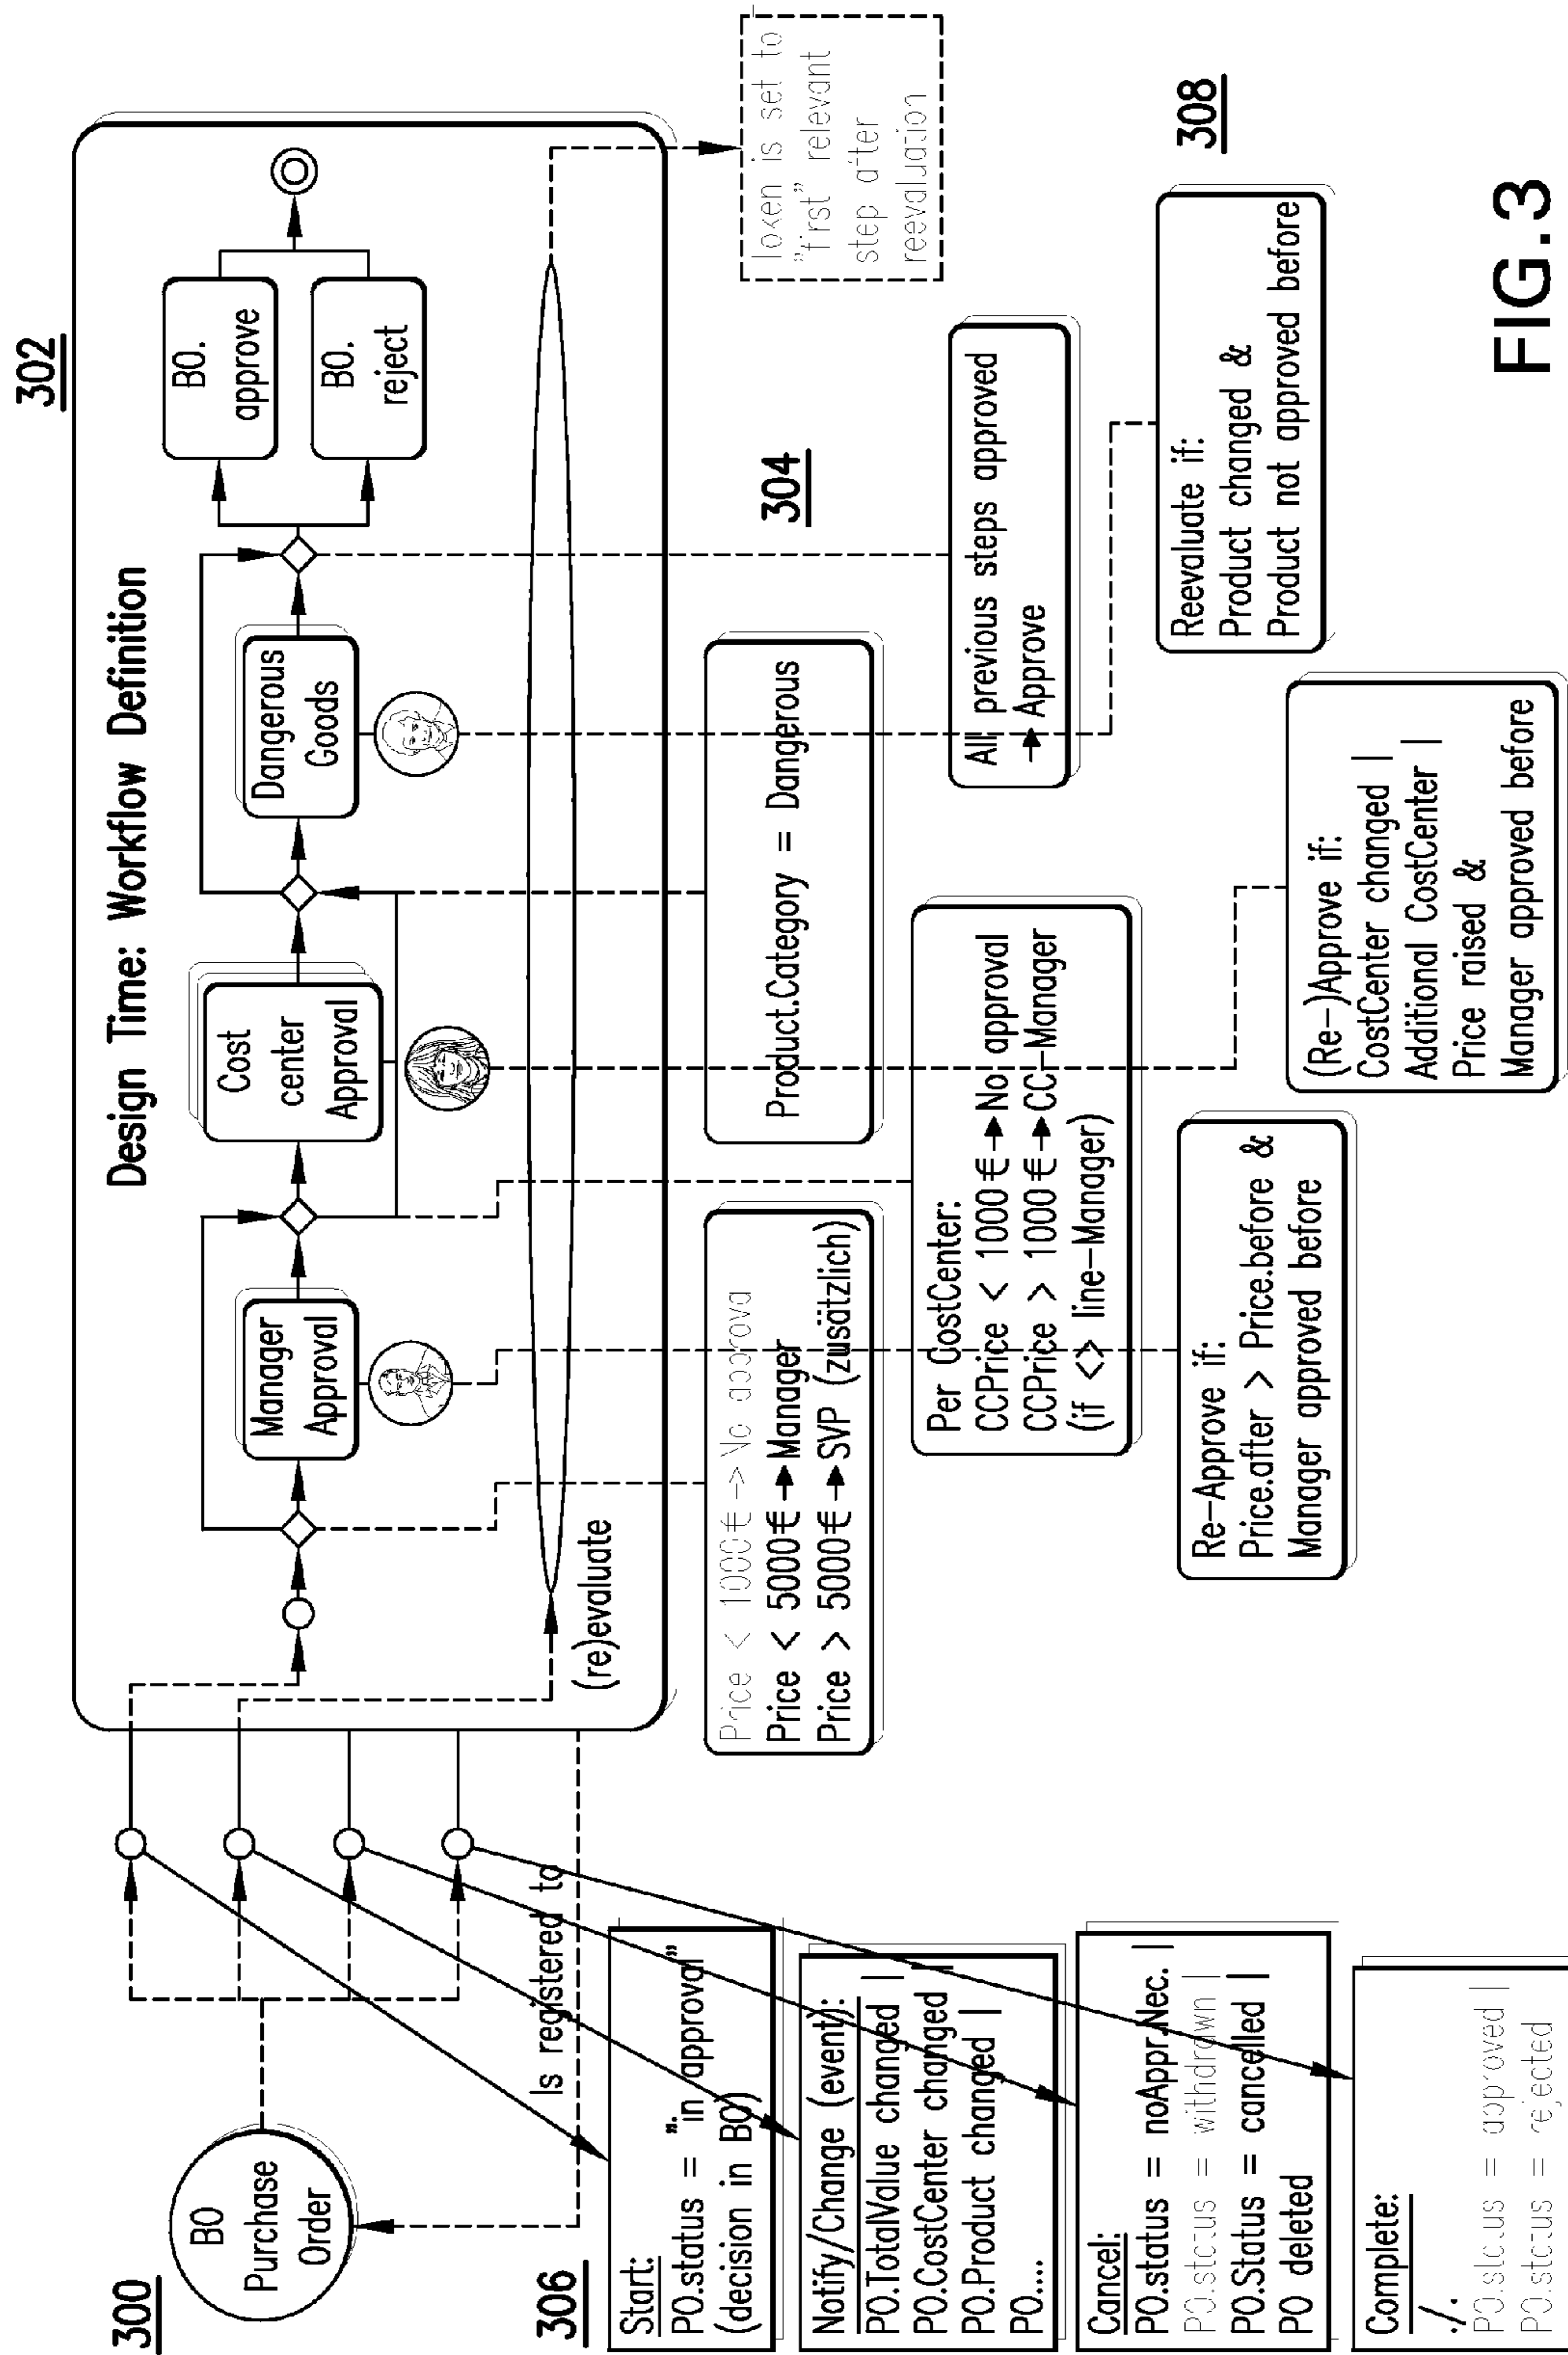 300
BO
Purchase
Order
302
Design Time: Workflow Definition
Manager
Approval
Cost
center
Approval
Dangerous
Goods
BO.
approve
BO.
reject
(re)evaluate
Is registered to
304
Token is set to
"first" relevant
step after
reevaluation
Price < 1000€ -> No approva
Price < 5000€→Manager
Price > 5000€→SVP (zusätzlich)
Per CostCenter:
CCPrice < 1000€→No approval
CCPrice > 1000€→CC-Manager
(if <> line-Manager)
Product.Category = Dangerous
All previous steps approved
→ Approve
306
Start:
PO.status = "in approval"
(decision in BO)
Notify/Change (event):
PO.TotalValue changed |
PO.CostCenter changed |
PO.Product changed |
PO....
Cancel:
PO.status = noAppr.Nec. |
PO.status = withdrawn |
PO.Status = cancelled |
PO deleted
Complete:
./.
PO.status = approved |
PO.status = rejected
308
Re-Approve if:
Price.after > Price.before &
Manager approved before
(Re-)Approve if:
CostCenter changed |
Additional CostCenter |
Price raised &
Manager approved before
Reevaluate if:
Product changed &
Product not approved before
FIG.3